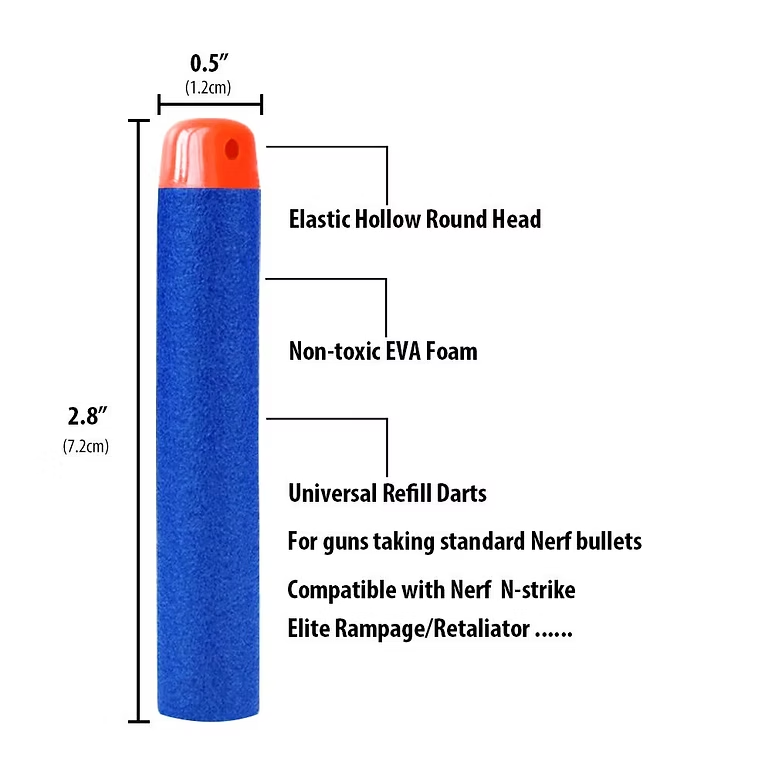 0.5″
(1.2cm)
Elastic Hollow Round Head
Non-toxic EVA Foam
2.8″
(7.2cm)
Universal Refill Darts
For guns taking standard Nerf bullets
Compatible with Nerf N-strike
Elite Rampage/Retaliator ......